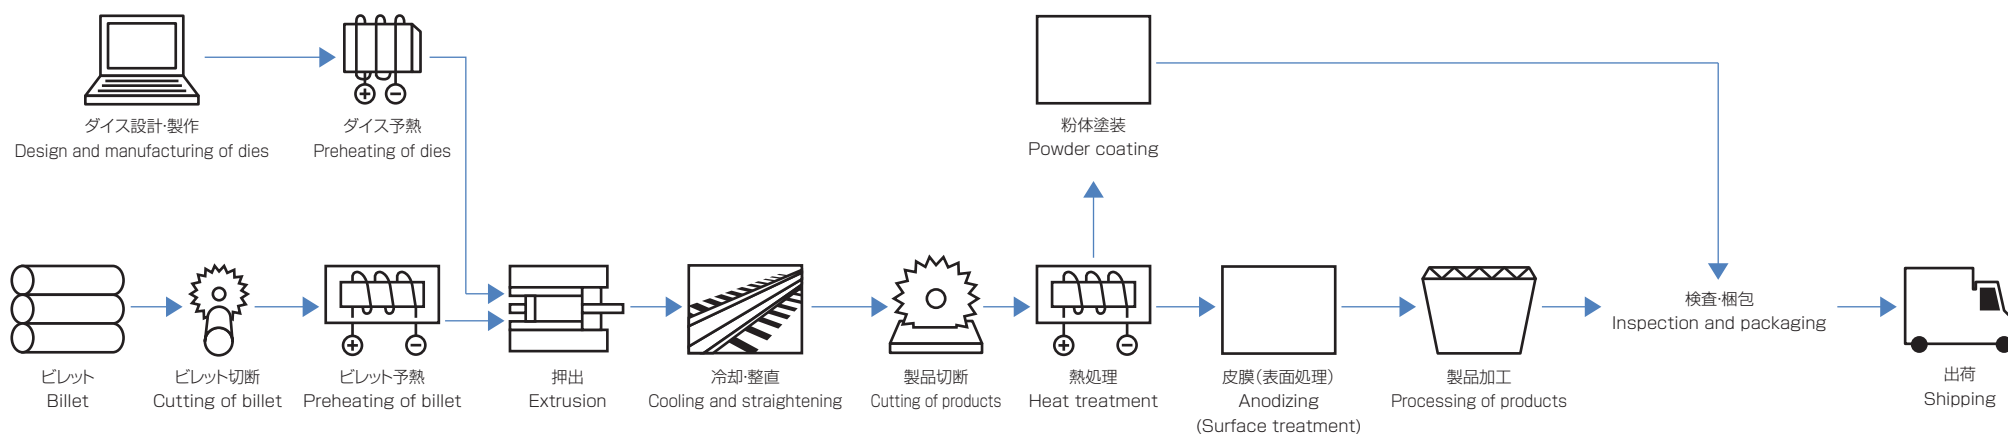 ダイス設計・製作
Design and manufacturing of dies
ダイス予熱
Preheating of dies
粉体塗装
Powder coating
ビレット
Billet
ビレット切断
Cutting of billet
ビレット予熱
Preheating of billet
押出
Extrusion
冷却・整直
Cooling and straightening
製品切断
Cutting of products
熱処理
Heat treatment
皮膜(表面処理)
Anodizing
(Surface treatment)
製品加工
Processing of products
検査・梱包
Inspection and packaging
出荷
Shipping